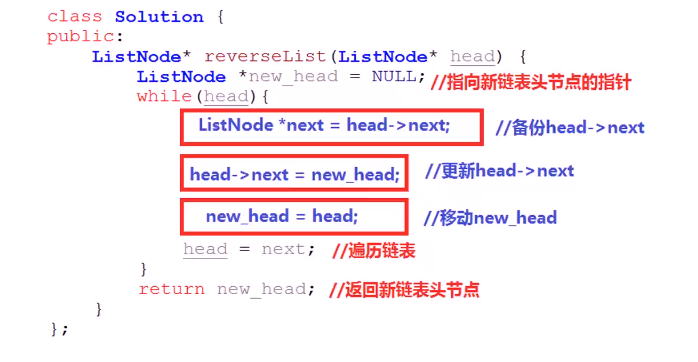 class Solution {
public:
ListNode* reverseList(ListNode* head) {
ListNode *new_head = NULL; //指向新链表头节点的指针
while(head){
ListNode *next = head->next; //备份head->next
head->next = new_head; //更新head->next
new_head = head; //移动new_head
head = next; //遍历链表
}
return new_head; //返回新链表头节点
}
};